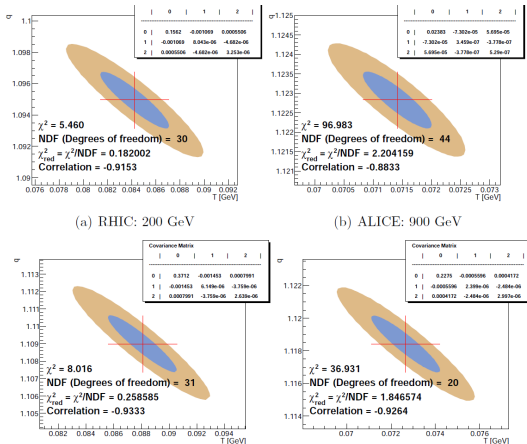 | 0 | 1 | 2 |
0 | 0.1562 -0.001069 0.0005506
1 | -0.001069 8.043e-06 -4.682e-06
2 | 0.0005506 -4.682e-06 3.253e-06
q
1.1
1.098
1.096
1.094
1.092
1.09
χ² = 5.460
NDF (Degrees of freedom) = 30
χ²red = χ²/NDF = 0.182002
Correlation = -0.9153
0.076 0.078 0.08 0.082 0.084 0.086 0.088 0.09 0.092
T [GeV]
(a) RHIC: 200 GeV
| 0 | 1 | 2 |
0 | 0.02383 -7.302e-05 5.695e-05
1 | -7.302e-05 3.459e-07 -3.778e-07
2 | 5.695e-05 -3.778e-07 5.29e-07
q
1.125
1.124
1.123
1.1225
1.122
1.121
χ² = 96.983
NDF (Degrees of freedom) = 44
χ²red = χ²/NDF = 2.204159
Correlation = -0.8833
0.07 0.0705 0.071 0.0715 0.072 0.0725 0.073
T [GeV]
(b) ALICE: 900 GeV
Covariance Matrix
| 0 | 1 | 2 |
0 | 0.3712 -0.001453 0.0007991
1 | -0.001453 6.149e-06 -3.759e-06
2 | 0.0007991 -3.759e-06 2.639e-06
q
1.113
1.112
1.111
1.11
1.109
1.108
1.107
1.106
1.105
χ² = 8.016
NDF (Degrees of freedom) = 31
χ²red = χ²/NDF = 0.258585
Correlation = -0.9333
0.082 0.084 0.086 0.088 0.09 0.092 0.094
T [GeV]
Covariance Matrix
| 0 | 1 | 2 |
0 | 0.2275 -0.0005596 0.0004172
1 | -0.0005596 2.399e-06 -2.484e-06
2 | 0.0004172 -2.484e-06 2.997e-06
q
1.122
1.12
1.118
1.116
1.114
χ² = 36.931
NDF (Degrees of freedom) = 20
χ²red = χ²/NDF = 1.846574
Correlation = -0.9264
0.07 0.072 0.074 0.076
T [GeV]